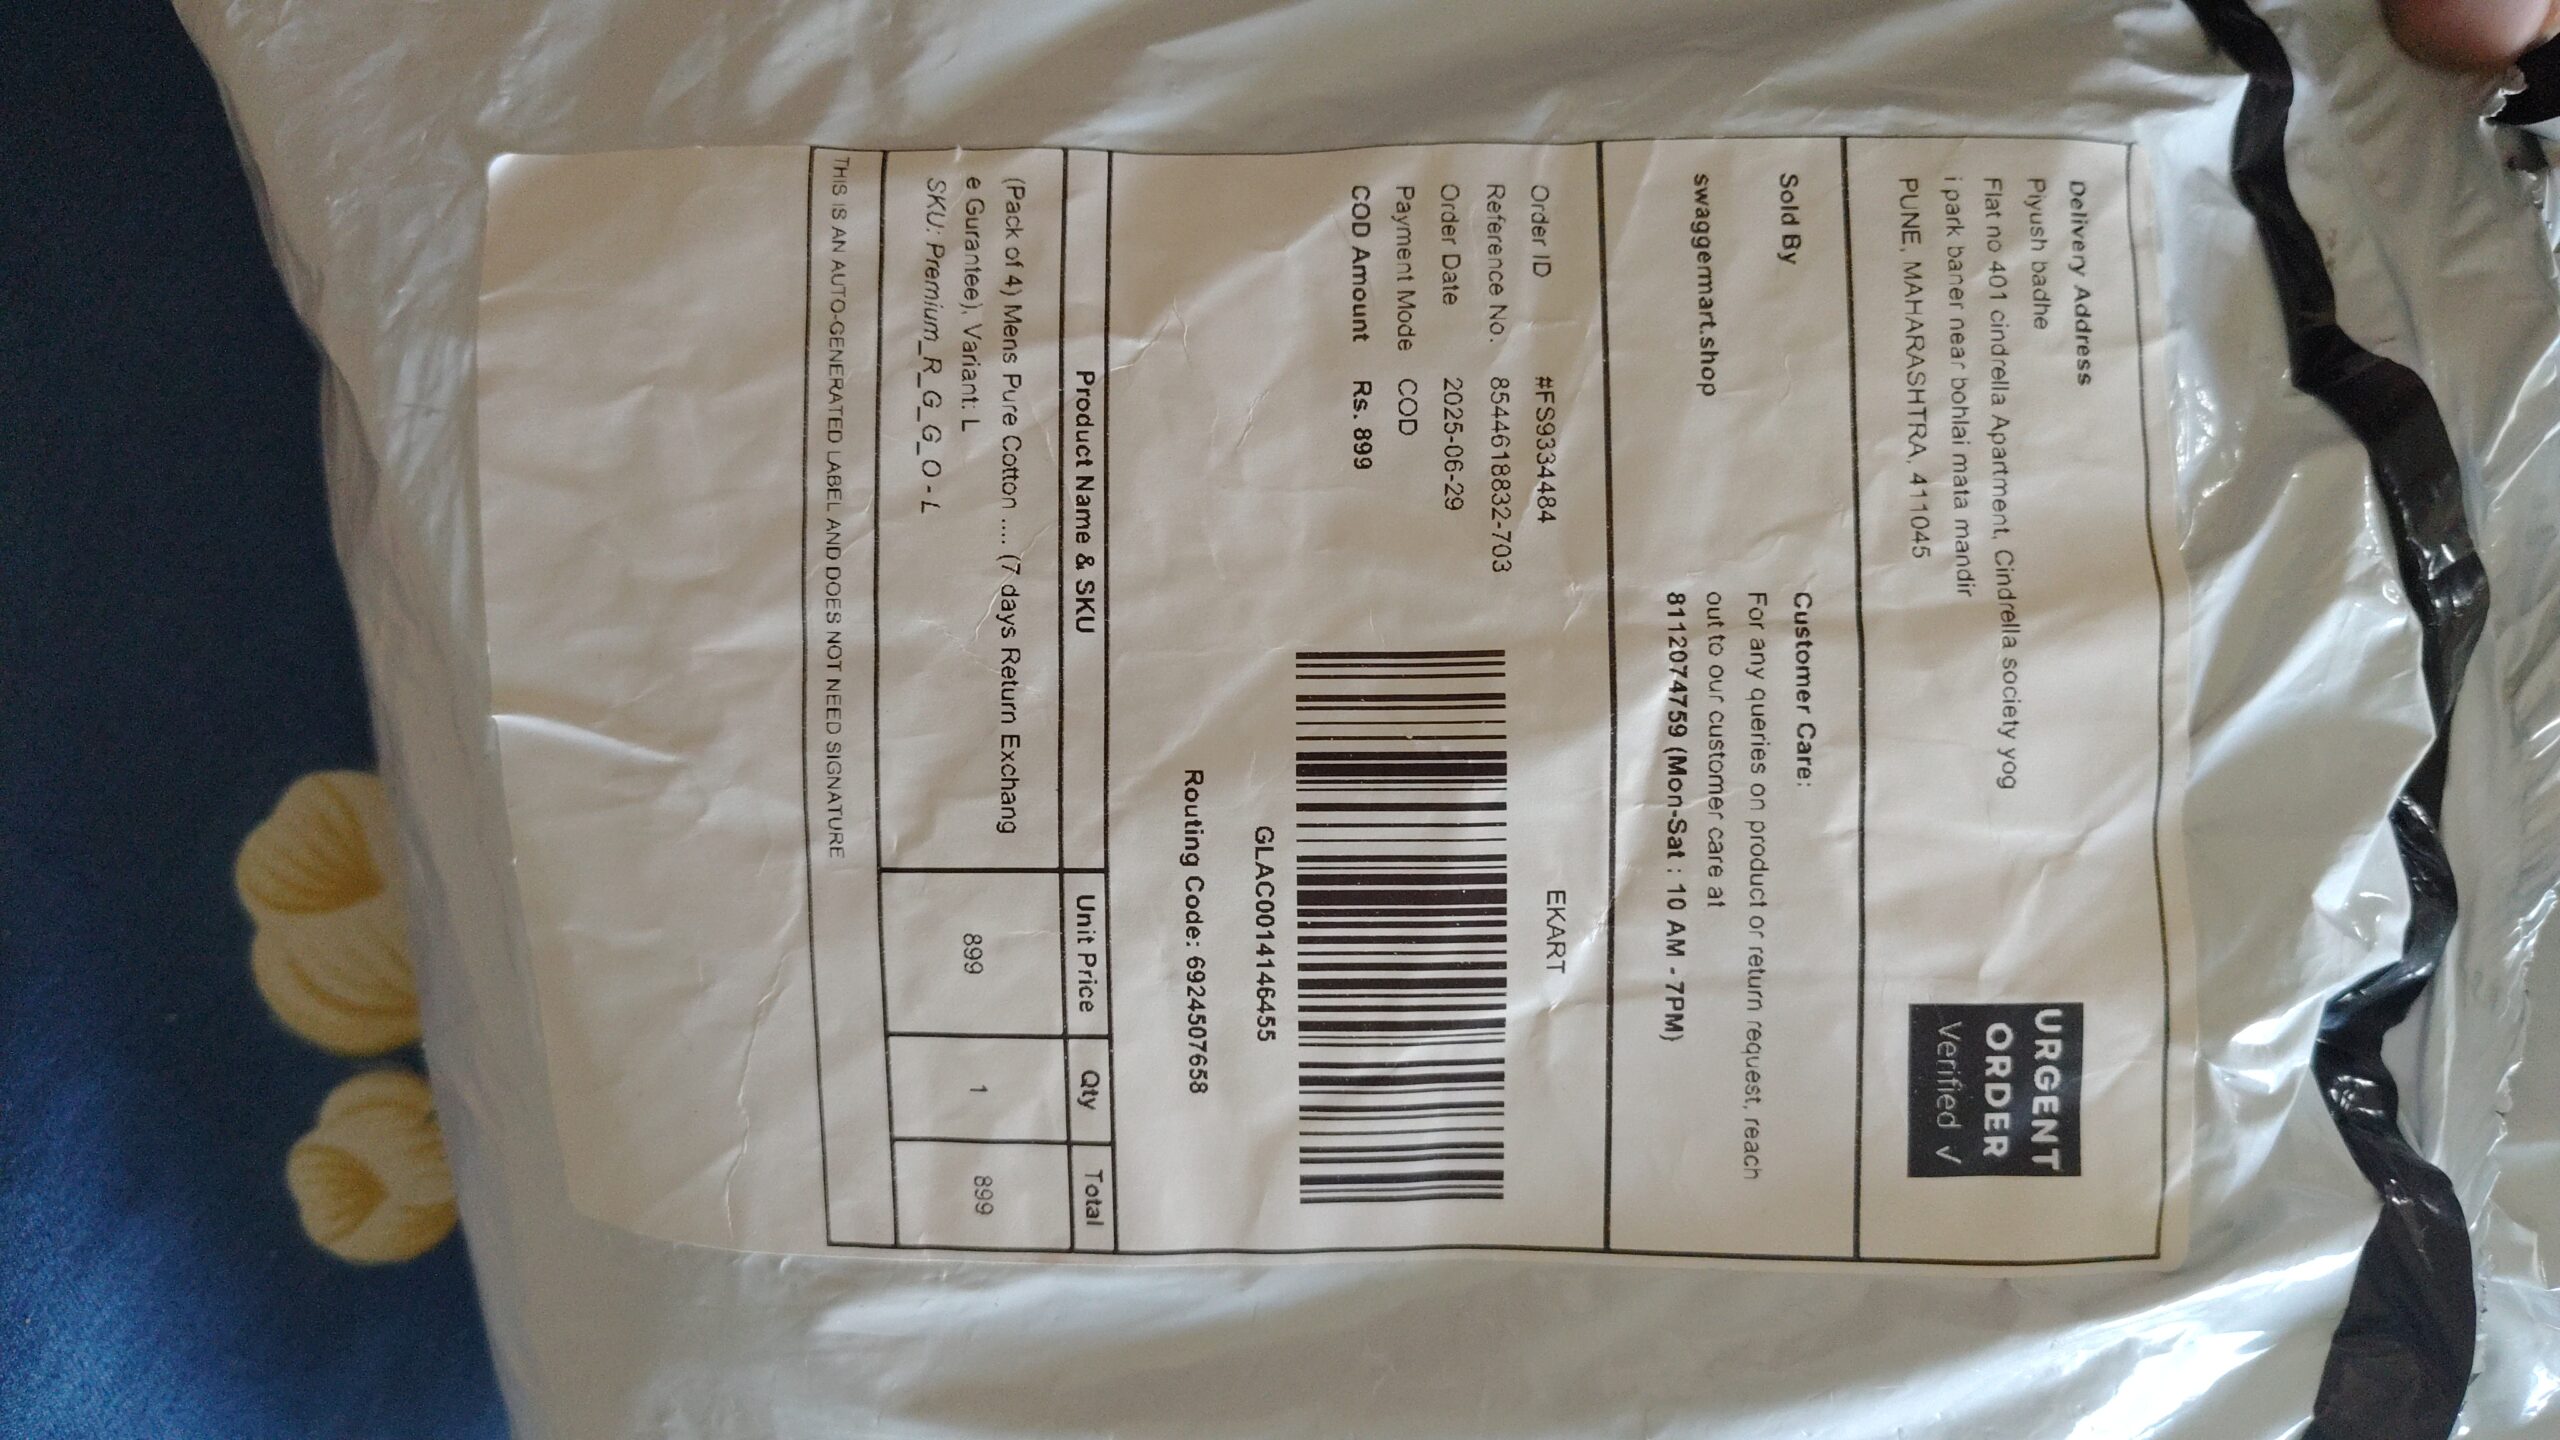 Delivery Address
Piyush badhe
Flat no 401 cindrella Apartment, Cindrella society yog
i park baner near bohlai mata mandir
PUNE, MAHARASHTRA, 411045
URGENT
ORDER
Verified ✓
Sold By
swaggemart.shop
Customer Care:
For any queries on product or return request, reach
out to our customer care at
8112074759 (Mon-Sat : 10 AM - 7PM)
Order ID #FS9334484
Reference No. 8544618832-703
Order Date 2025-06-29
Payment Mode COD
COD Amount Rs. 899
EKART
GLAC0014146455
Routing Code: 6924507658
Product Name & SKU Unit Price Qty Total
(Pack of 4) Mens Pure Cotton .... (7 days Return Exchang
e Gurantee), Variant: L
SKU: Premium_R_G_G_O - L
899 1 899
THIS IS AN AUTO-GENERATED LABEL AND DOES NOT NEED SIGNATURE